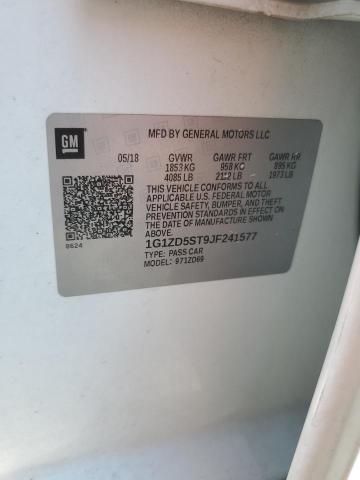 GM
MFD BY GENERAL MOTORS LLC
05/18 GVWR GAWR FRT GAWR RR
1853 KG 958 KG 895 KG
4085 LB 2112 LB 1973 LB
THIS VEHICLE CONFORMS TO ALL APPLICABLE U.S. FEDERAL MOTOR VEHICLE SAFETY, BUMPER, AND THEFT PREVENTION STANDARDS IN EFFECT ON THE DATE OF MANUFACTURE SHOWN ABOVE.
1G1ZD5ST9JF241577
8624 TYPE: PASS CAR
MODEL: 971ZD69